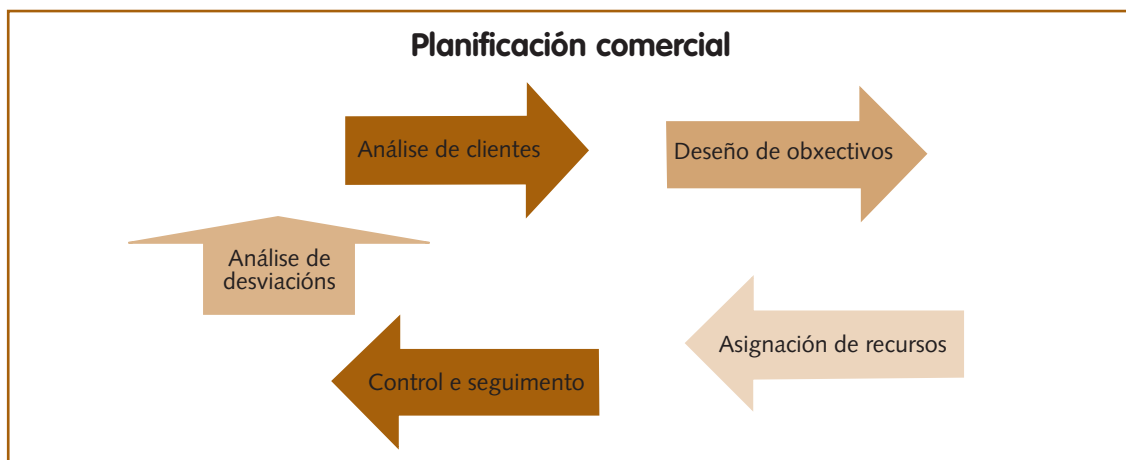 Planificación comercial
Análise de clientes
Deseño de obxectivos
Análise de
desviacións
Asignación de recursos
Control e seguimento